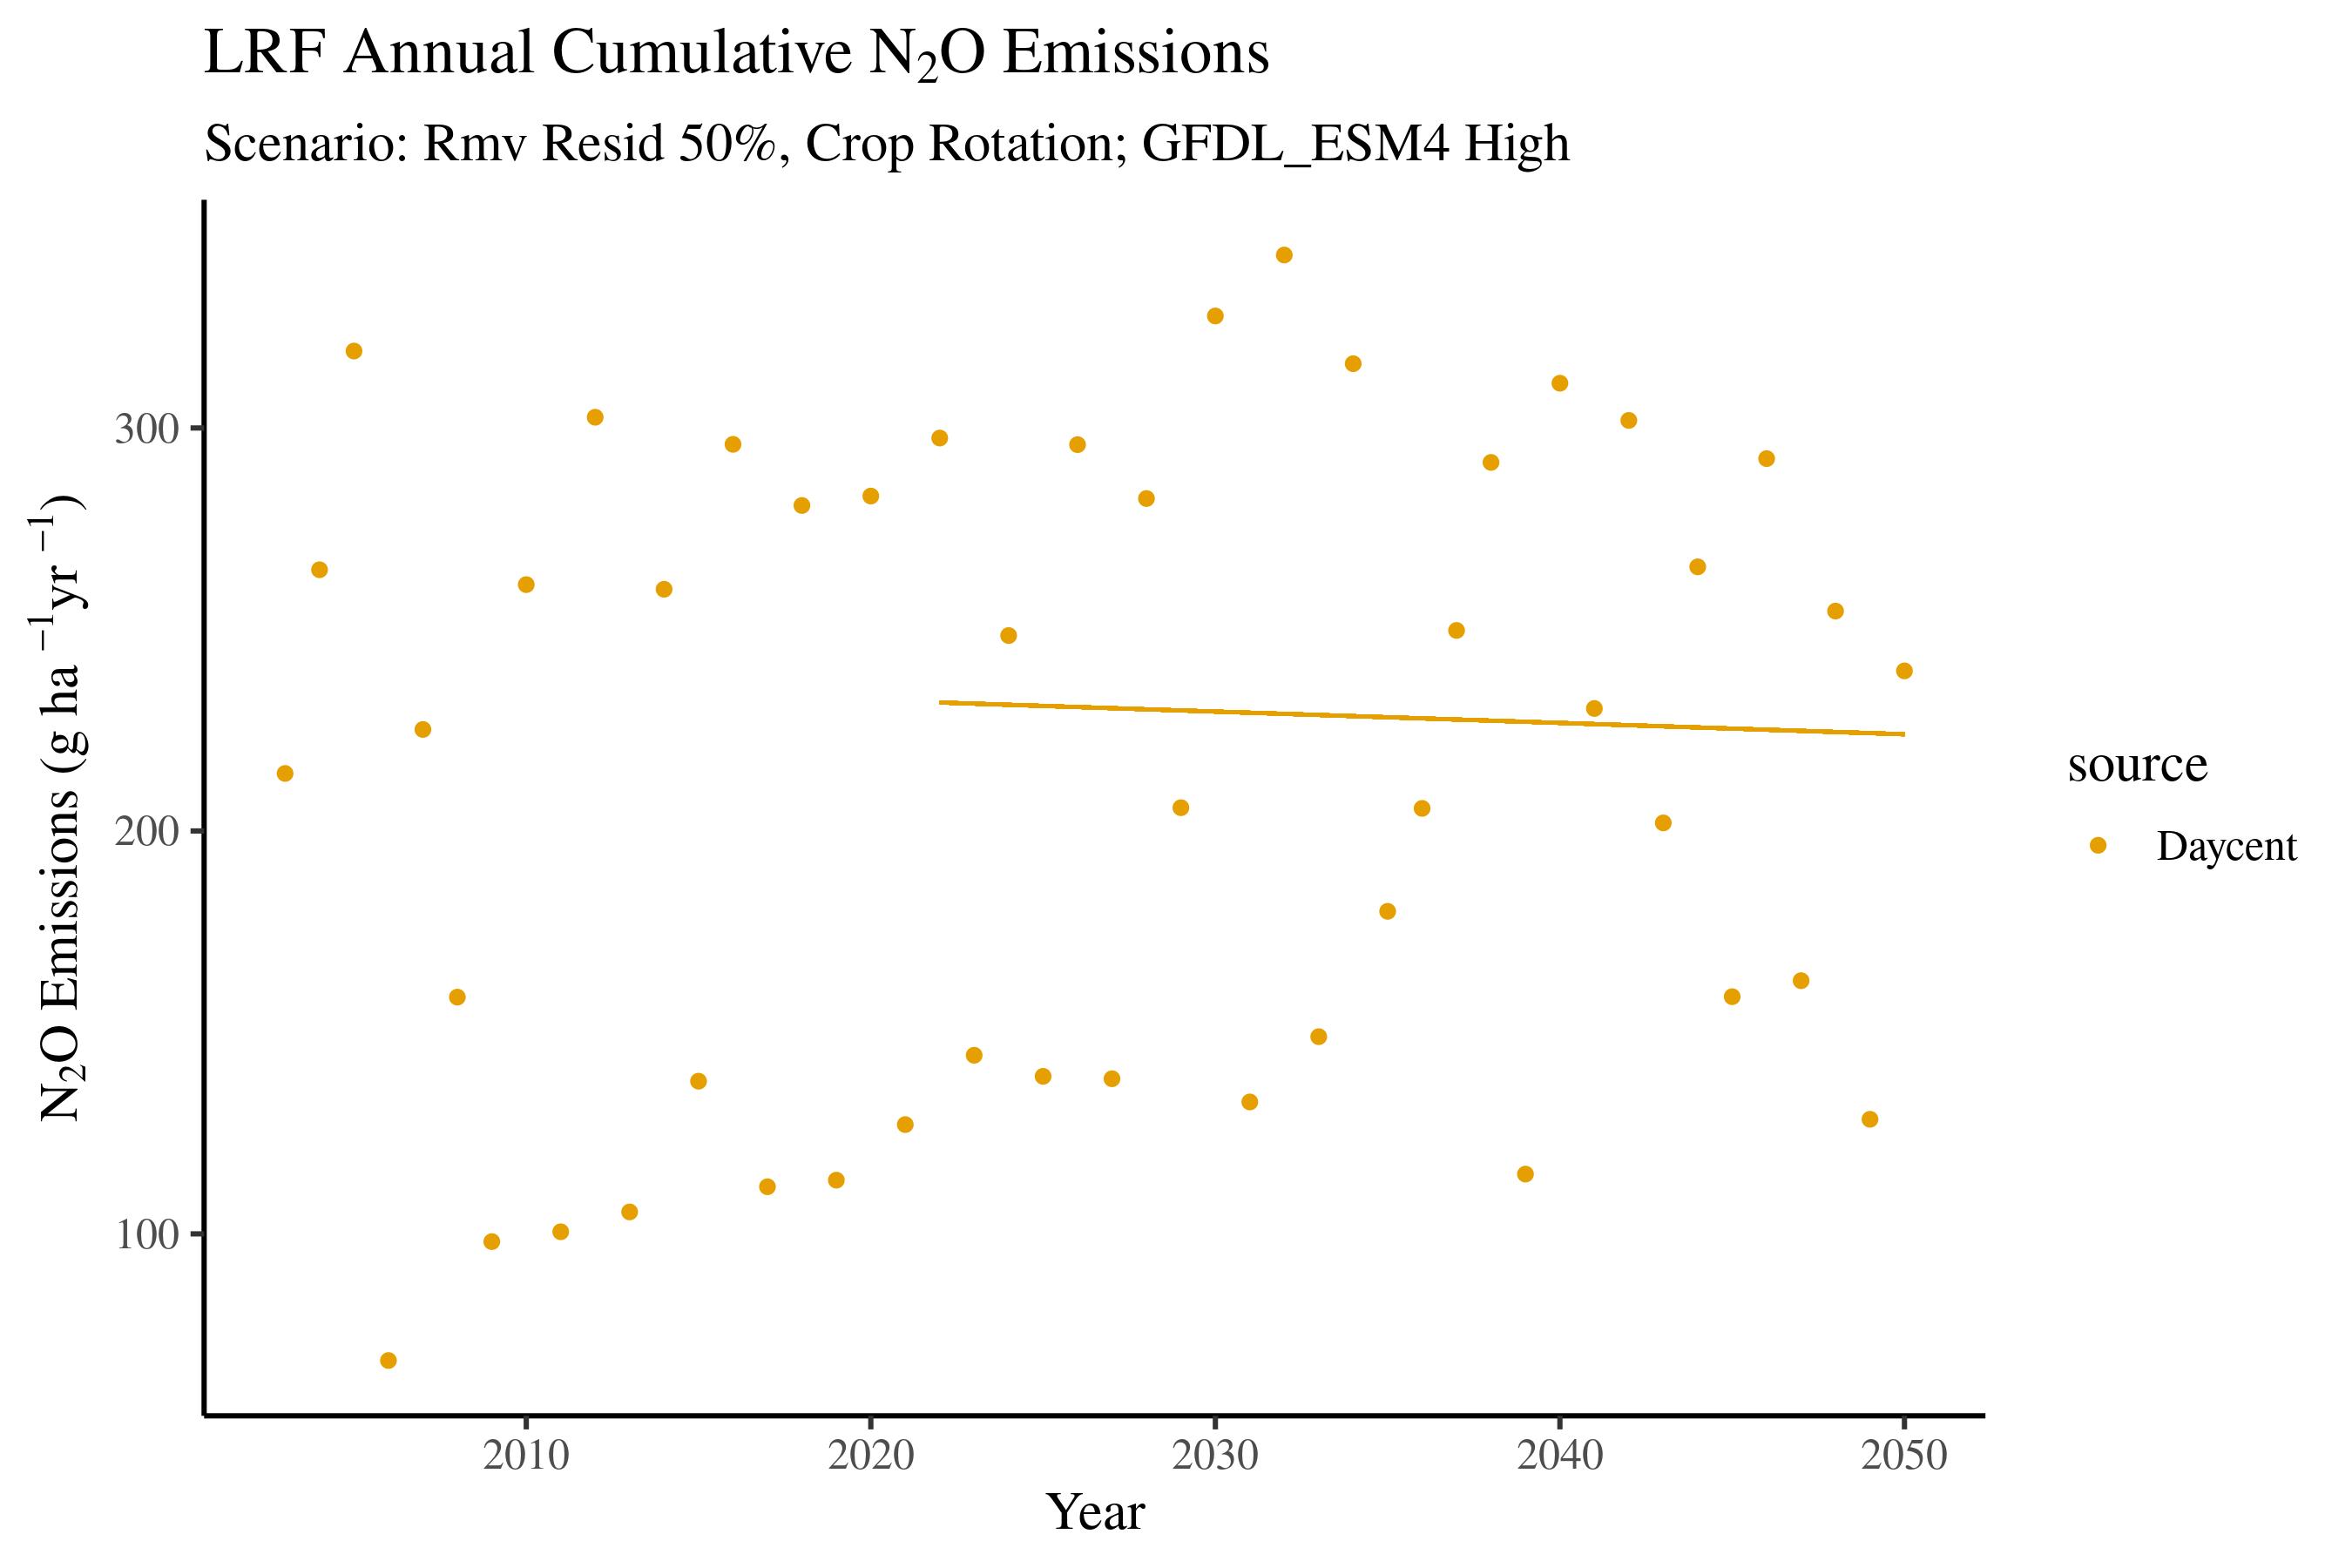 LRF Annual Cumulative N₂O Emissions
Scenario: Rmv Resid 50%, Crop Rotation; GFDL_ESM4 High
N₂O Emissions (g ha ⁻¹yr ⁻¹)
300
200
100
2010 2020 2030 2040 2050
Year
source
Daycent